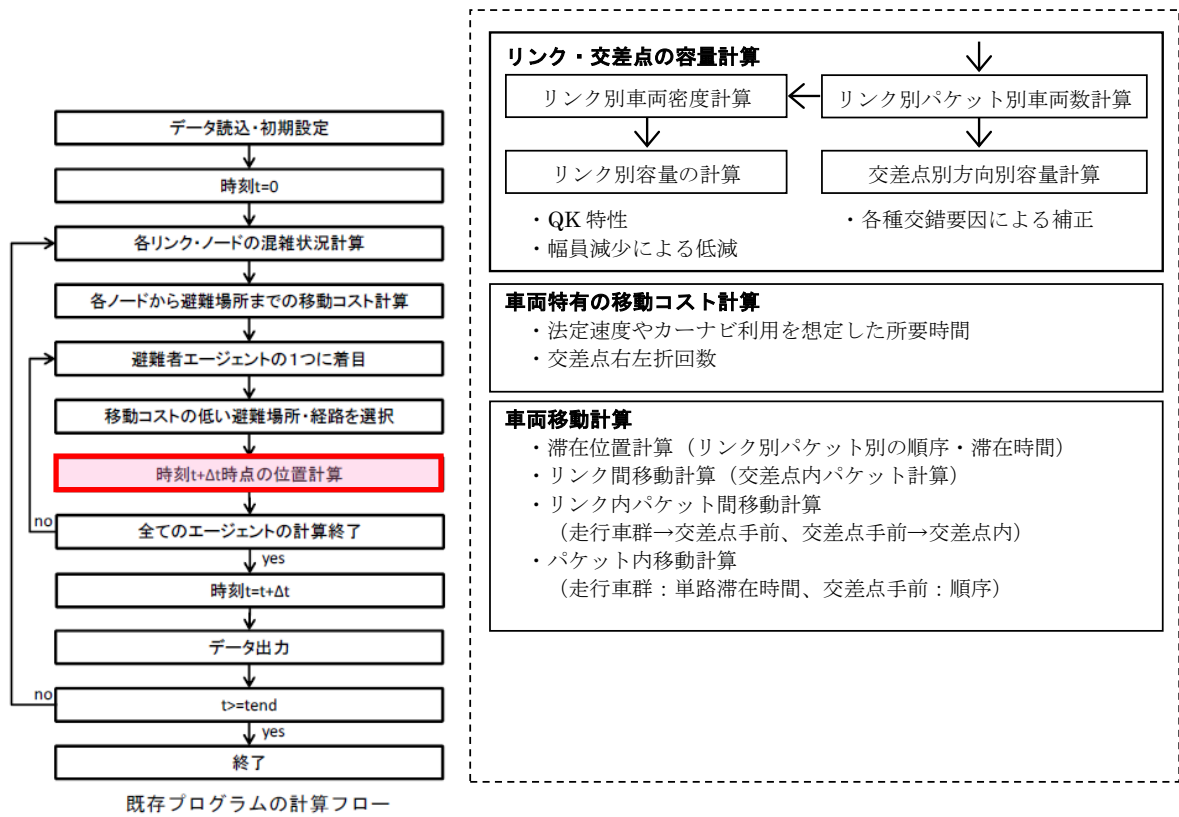 データ読込・初期設定
時刻t=0
各リンク・ノードの混雑状況計算
各ノードから避難場所までの移動コスト計算
避難者エージェントの1つに着目
移動コストの低い避難場所・経路を選択
時刻t+Δt時点の位置計算
no
全てのエージェントの計算終了
yes
時刻t=t+Δt
データ出力
no
t>=tend
yes
終了
既存プログラムの計算フロー
リンク・交差点の容量計算
リンク別車両密度計算
リンク別パケット別車両数計算
リンク別容量の計算
交差点別方向別容量計算
・QK 特性
・幅員減少による低減
・各種交錯要因による補正
車両特有の移動コスト計算
・法定速度やカーナビ利用を想定した所要時間
・交差点右左折回数
車両移動計算
・滞在位置計算（リンク別パケット別の順序・滞在時間）
・リンク間移動計算（交差点内パケット計算）
・リンク内パケット間移動計算
（走行車群→交差点手前、交差点手前→交差点内）
・パケット内移動計算
（走行車群：単路滞在時間、交差点手前：順序）